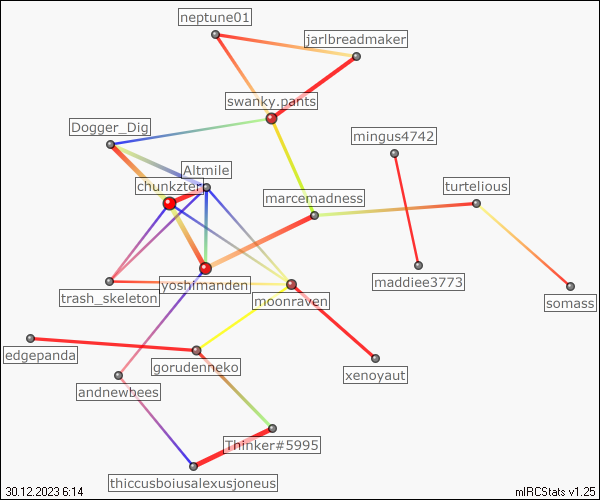 neptune01
jarlbreadmaker
swanky.pants
Dogger_Dig
mingus4742
Altmile
chunkzter
marcemadness
turtelious
yoshmanden
maddiee3773
trash_skeleton
moonraven
somass
edgepanda
gorudenneko
xenoyaut
andnewbees
Thinker#5995
thiccusboiusalexusjoneus
30.12.2023 6:14
mIRCStats v1.25